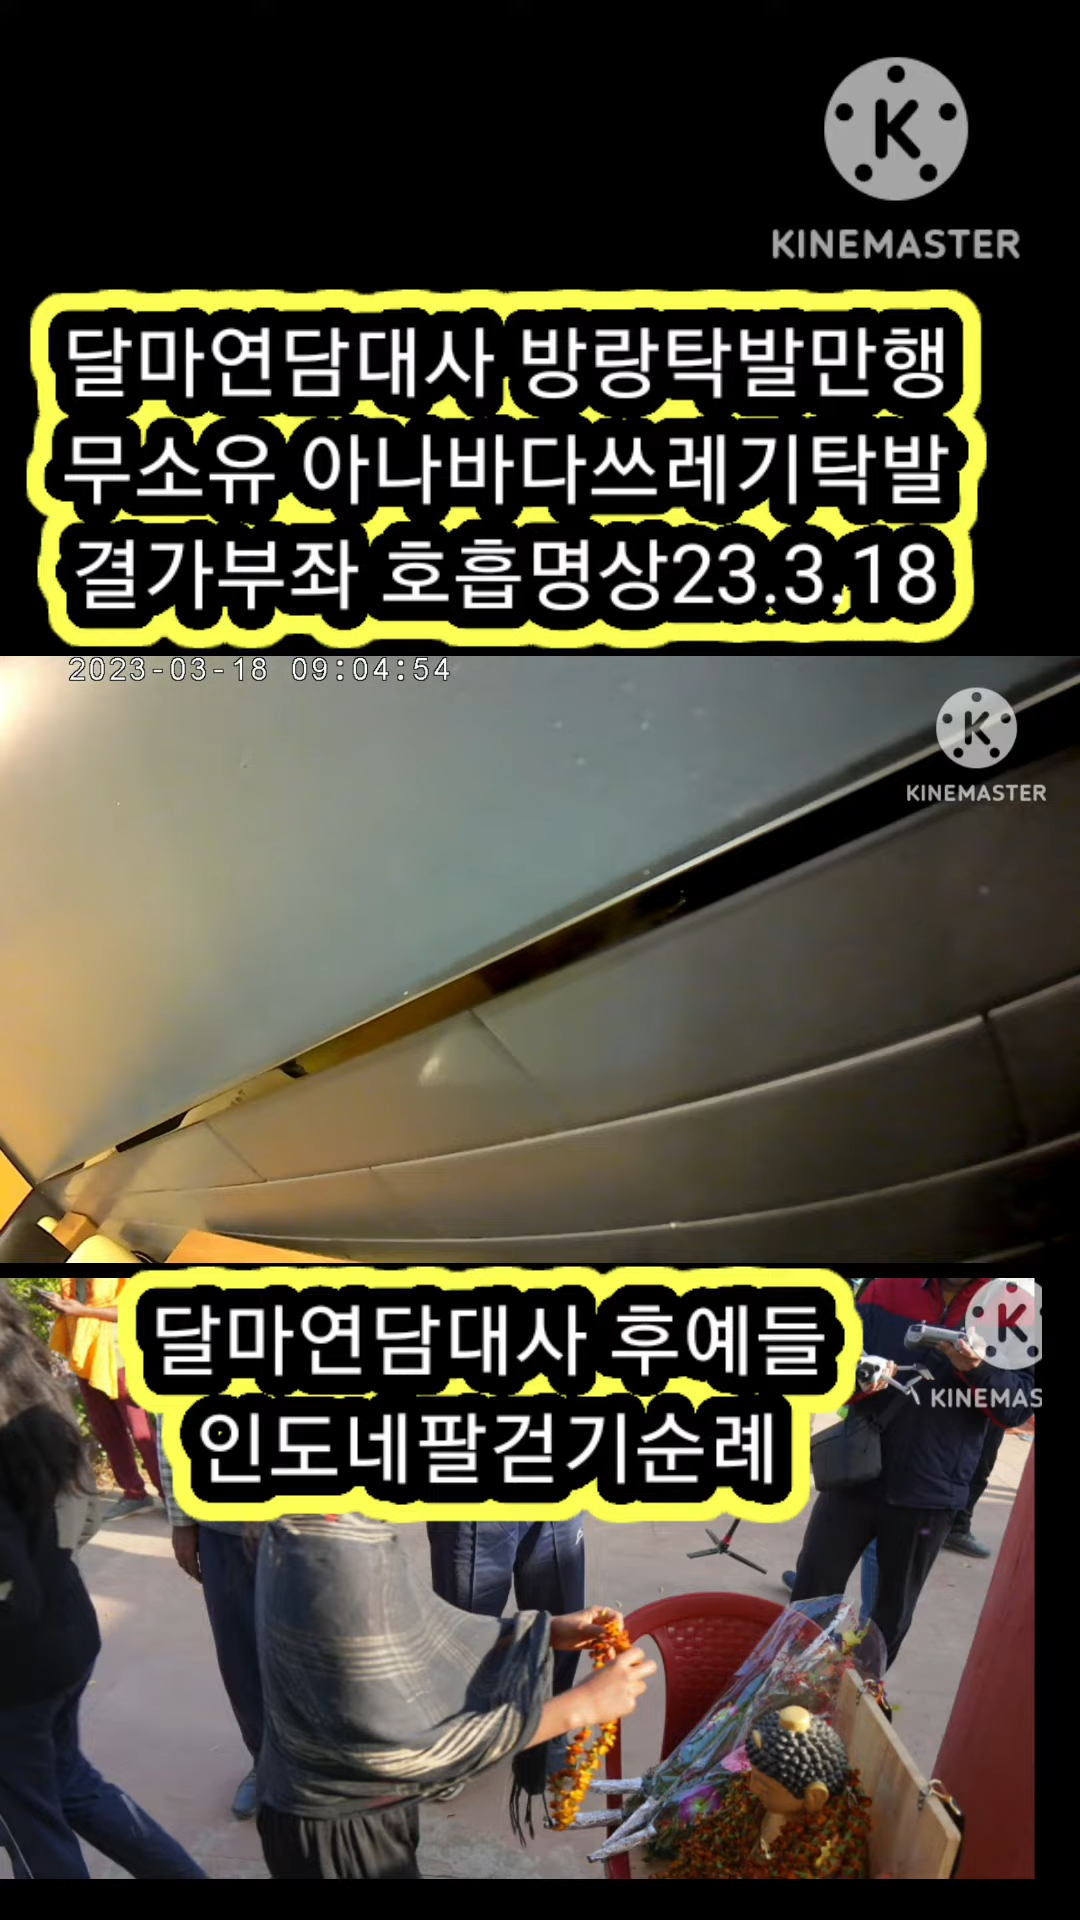 KINEMASTER
달마연담대사 방랑탁발만행
무소유 아나바다쓰레기탁발
결가부좌 호흡명상23.3.18
2023-03-18 09:04:54
KINEMASTER
달마연담대사 후예들
KINEMAS
인도네팔걷기순례